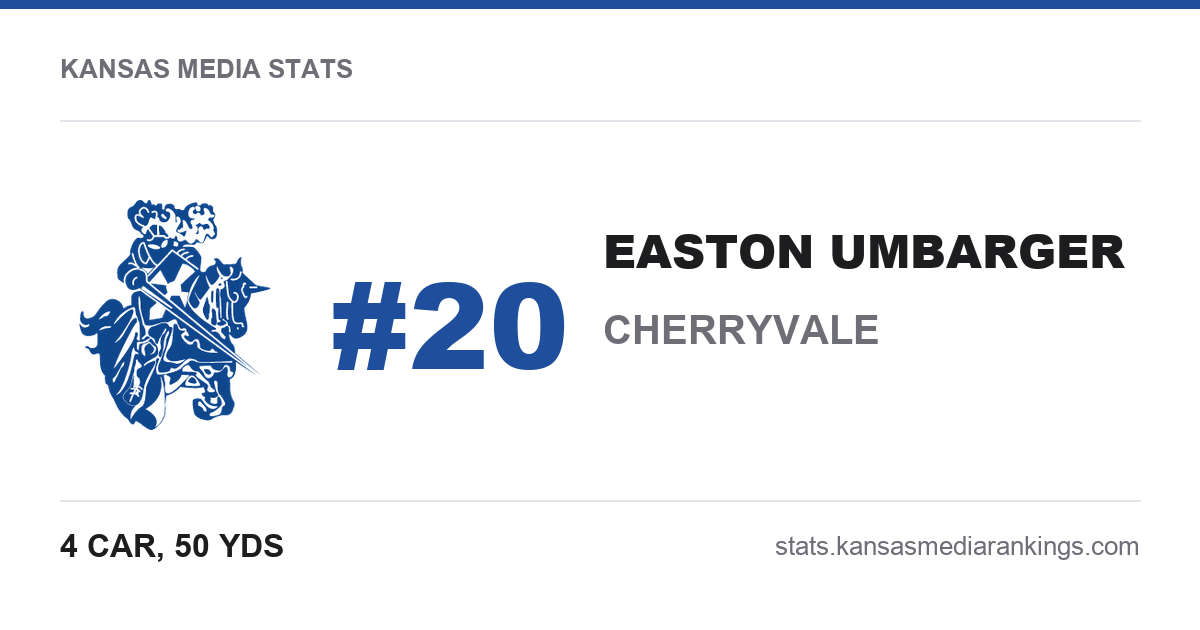 KANSAS MEDIA STATS
#20
EASTON UMBARGER
CHERRYVALE
4 CAR, 50 YDS
stats.kansasmediarankings.com